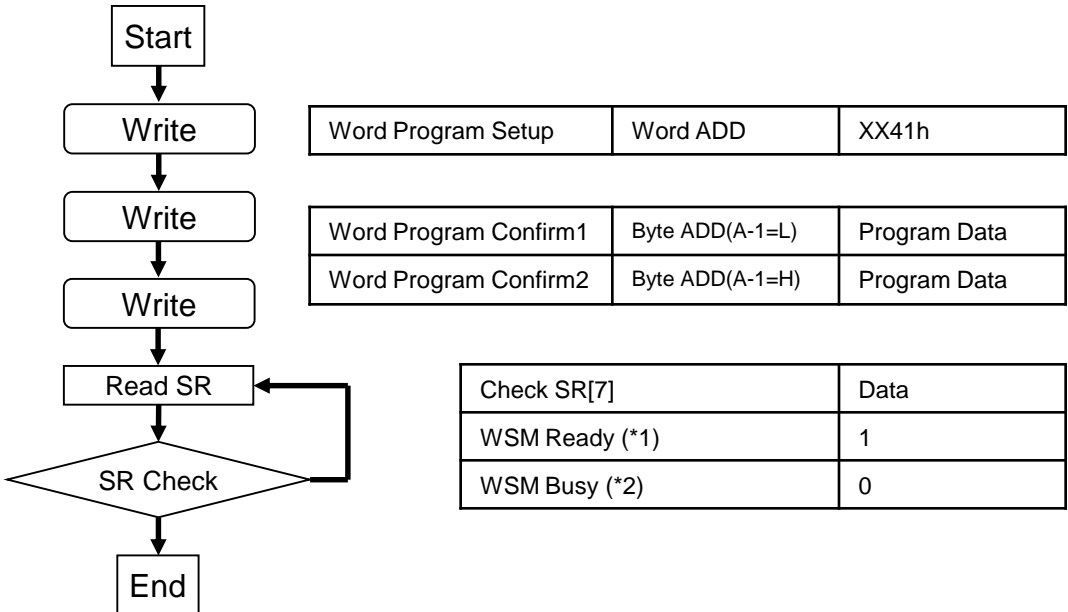 Start
Write
Word Program Setup Word ADD XX41h
Write
Word Program Confirm1 Byte ADD(A-1=L) Program Data
Word Program Confirm2 Byte ADD(A-1=H) Program Data
Write
Read SR
Check SR[7] Data
WSM Ready (*1) 1
SR Check
WSM Busy (*2) 0
End